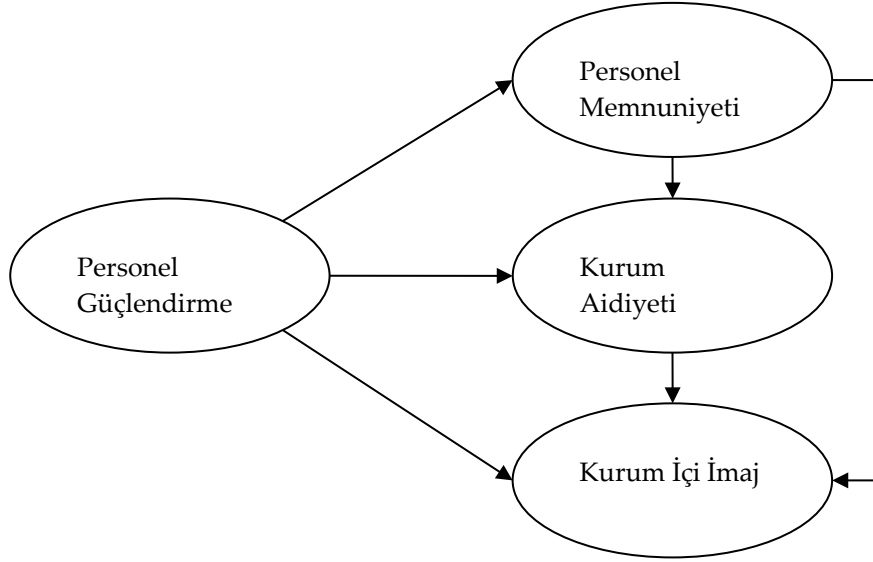 Personel
Memnuniyeti
Personel
Güçlendirme
Kurum
Aidiyeti
Kurum İçi İmaj